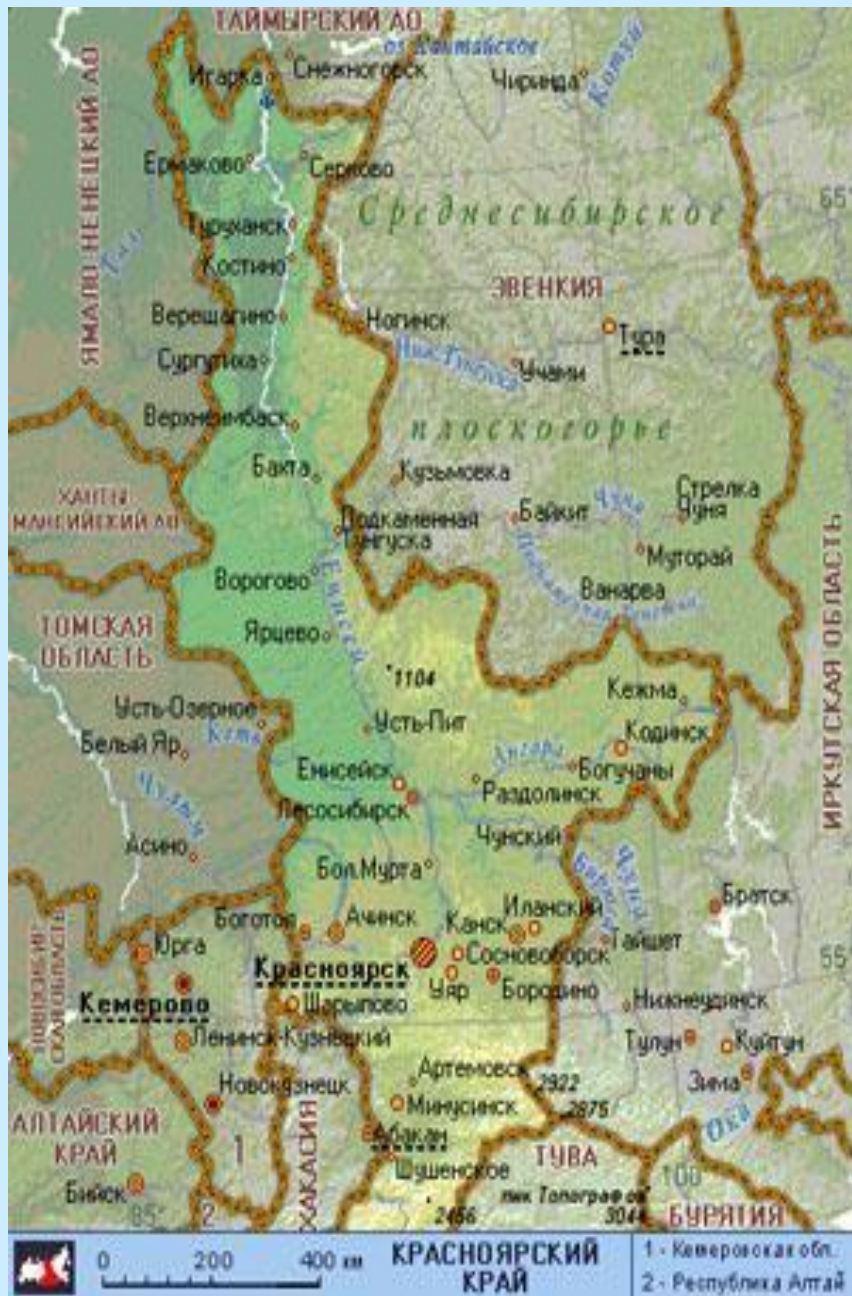 ТАЙМЫРСКИЙ АО
оз Хантайское
Снежногорск
Игарка
Чиринда
Котуй
ЯМАЛО НЕНЕЦКИЙ АО
Ермаково
Серково
65°
Среднесибирское
Туруханск
Костино
ЭВЕНКИЯ
Верещагино
Ногинск
Тура
Сургутиха
Учами
Верхнеимбаск
плоскогорье
Бахта
Кузьмовка
ХАНТЫ
МАНСИЙСКИЙ АО
Стрелка
Чуня
Байкит
Чуня
Подкаменная
Тунгуска
Муторай
Ворогово
Енисей
Ванарва
ИРКУТСКАЯ ОБЛАСТЬ
ТОМСКАЯ
ОБЛАСТЬ
Ярцево
1104
Кежма
Усть-Озерное
Кеть
Усть-Пит
Кодинск
Белый Яр
Ангара
Богучаны
Енисейск
Раздолинск
Лесосибирск
Чулым
Чунский
Асино
Бол.Мурта
Чуна
Бирюса
Братск
Иланский
Боготол
Ачинск
Канск
Тайшет
Юрга
Сосновоборск
Красноярск
55°
Уяр
Бородино
Кемерово
Шарыпово
Нижнеудинск
Ленинск-Кузнецкий
Тулун
Куйтун
Артемовск
2922
Зима
Новокузнецк
Минусинск
2875
Ока
АЛТАЙСКИЙ
КРАЙ
1
ХАКАСИЯ
Абакан
Шушенское
ТУВА
100
Бийск
пик Топографов
85°
2
2466
3044
БУРЯТИЯ
0 200 400 км
КРАСНОЯРСКИЙ
КРАЙ
1 - Кемеровская обл.
2 - Республика Алтай